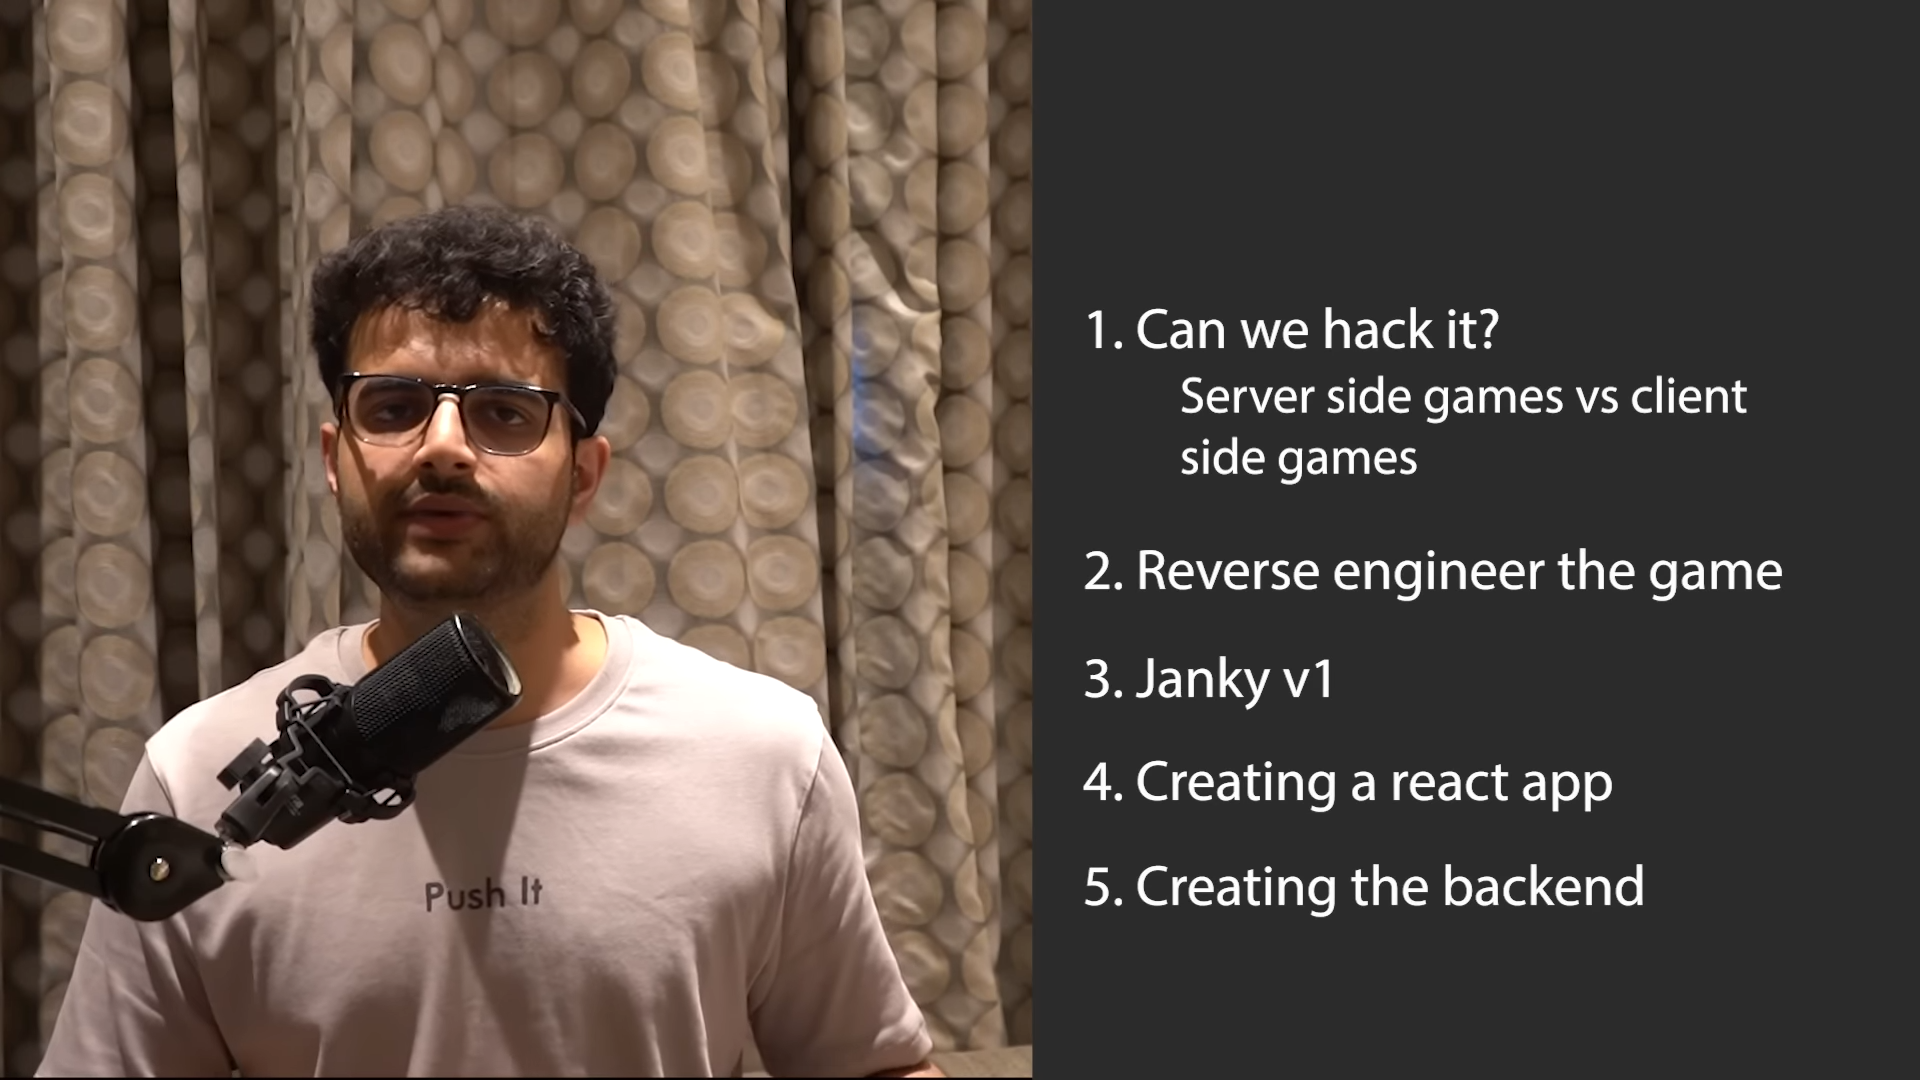 1. Can we hack it?
Server side games vs client
side games
2. Reverse engineer the game
3. Janky v1
4. Creating a react app
5. Creating the backend
Push It